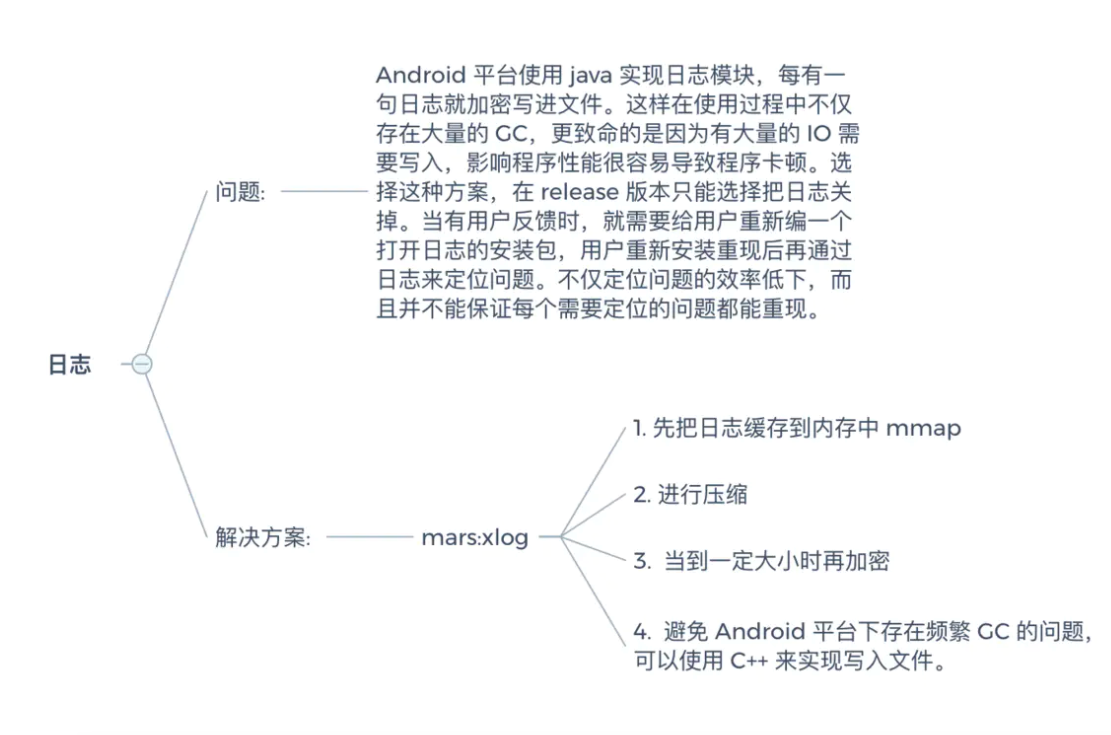 Android 平台使用 java 实现日志模块，每有一
句日志就加密写进文件。这样在使用过程中不仅
存在大量的 GC，更致命的是因为有大量的 IO 需
要写入，影响程序性能很容易导致程序卡顿。选
择这种方案，在 release 版本只能选择把日志关
掉。当有用户反馈时，就需要给用户重新编一个
打开日志的安装包，用户重新安装重现后再通过
日志来定位问题。不仅定位问题的效率低下，而
且并不能保证每个需要定位的问题都能重现。
问题:
日志
解决方案:
mars:xlog
1. 先把日志缓存到内存中 mmap
2. 进行压缩
3. 当到一定大小时再加密
4. 避免 Android 平台下存在频繁 GC 的问题，
可以使用 C++ 来实现写入文件。